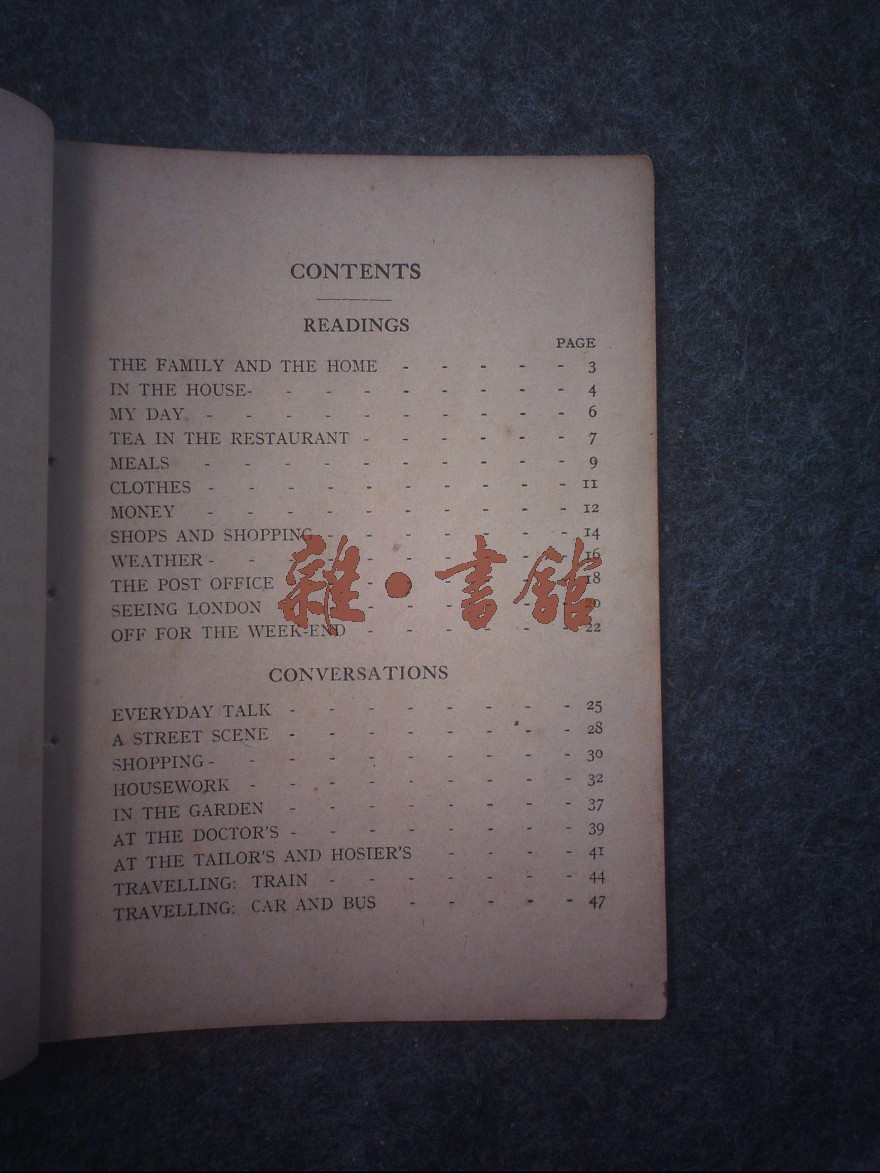 CONTENTS
READINGS
PAGE
THE FAMILY AND THE HOME - - - - - 3
IN THE HOUSE- - - - - - - - - 4
MY DAY - - - - - - - - - - 6
TEA IN THE RESTAURANT - - - - - - 7
MEALS - - - - - - - - - - 9
CLOTHES - - - - - - - - - - 11
MONEY - - - - - - - - - - 12
SHOPS AND SHOPPING - - - - - - - 14
WEATHER - - - - - - - - - - 16
THE POST OFFICE - - - - - - - 18
SEEING LONDON - - - - - - - 20
OFF FOR THE WEEK-END - - - - - - 22
雜·書館
CONVERSATIONS
EVERYDAY TALK - - - - - - - - 25
A STREET SCENE - - - - - - - - 28
SHOPPING - - - - - - - - - - 30
HOUSEWORK - - - - - - - - - 32
IN THE GARDEN - - - - - - - - 37
AT THE DOCTOR'S - - - - - - - - 39
AT THE TAILOR'S AND HOSIER'S - - - - 41
TRAVELLING: TRAIN - - - - - - - 44
TRAVELLING: CAR AND BUS - - - - - 47